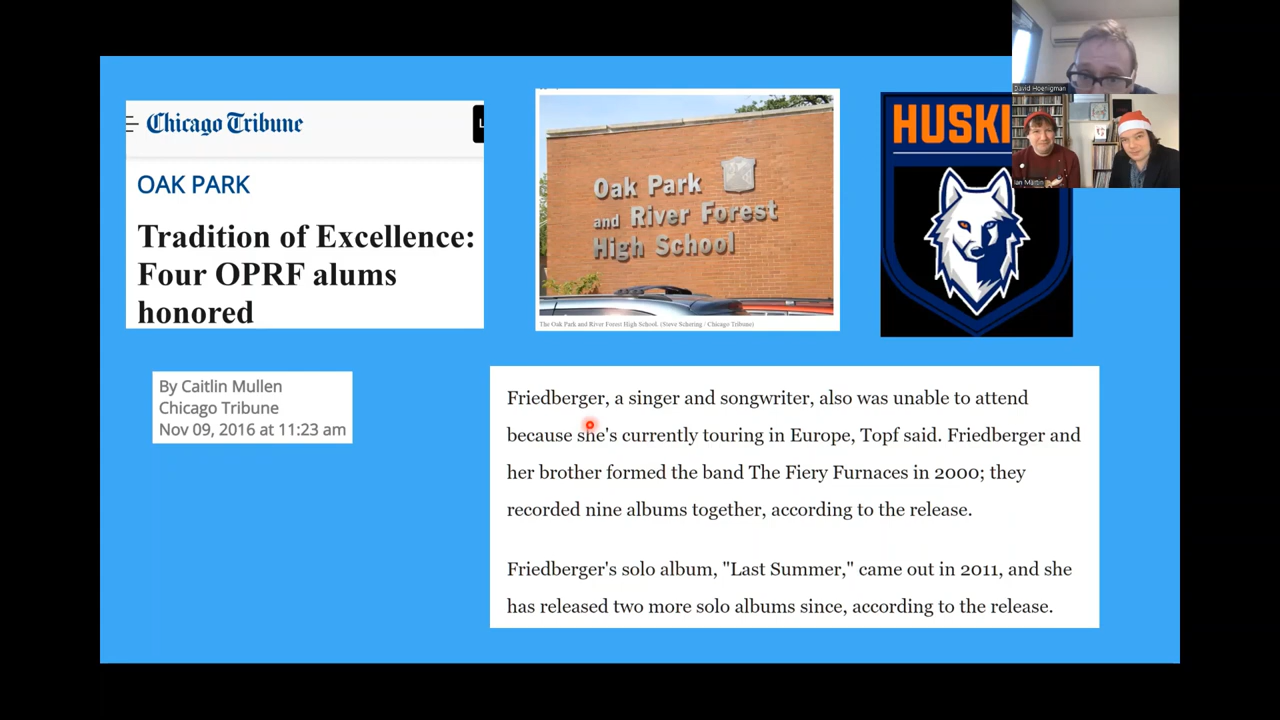 Chicago Tribune
OAK PARK
Tradition of Excellence:
Four OPRF alums
honored
By Caitlin Mullen
Chicago Tribune
Nov 09, 2016 at 11:23 am
Oak Park
and River Forest
High School
The Oak Park and River Forest High School. (Steve Schering / Chicago Tribune)
HUSKI
David Hoenigman
Ian Martin
Friedberger, a singer and songwriter, also was unable to attend
because she's currently touring in Europe, Topf said. Friedberger and
her brother formed the band The Fiery Furnaces in 2000; they
recorded nine albums together, according to the release.
Friedberger's solo album, "Last Summer," came out in 2011, and she
has released two more solo albums since, according to the release.